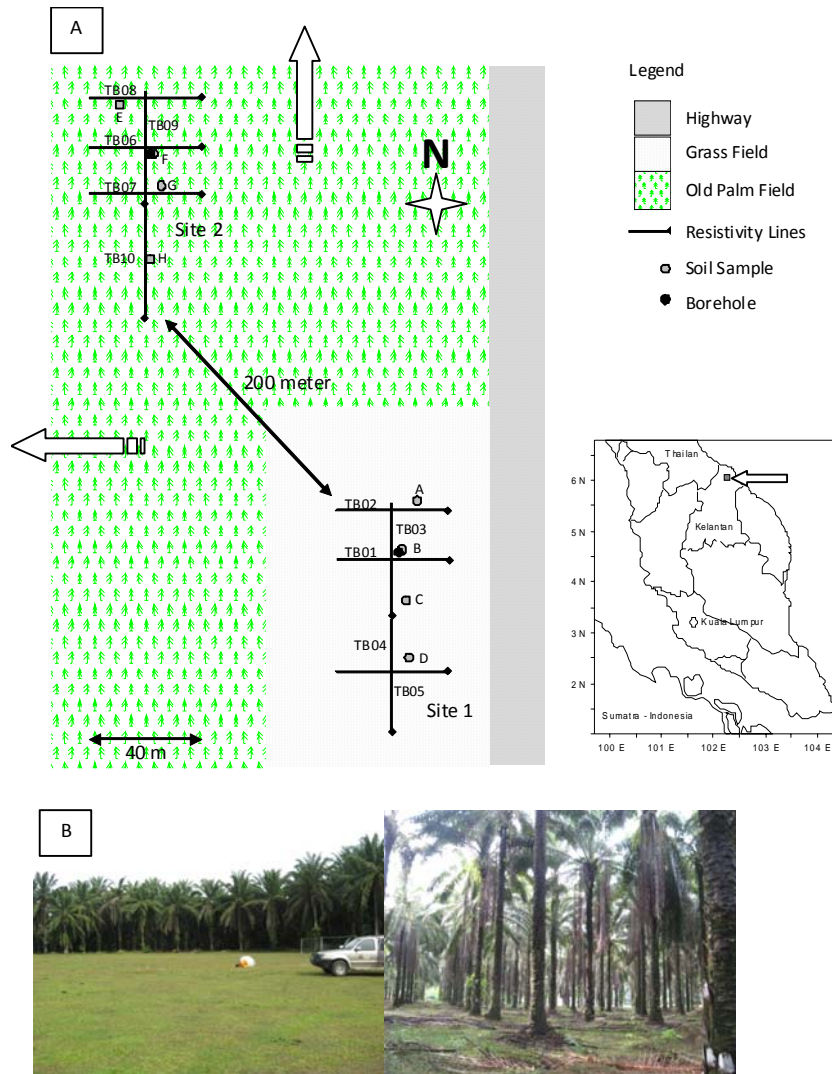 A
TB08
E
TB09
TB06
F
G
TB07
Site 2
TB10
H
N
200 meter
A
TB02
TB03
B
TB01
C
TB04
D
TB05
Site 1
40 m
Legend
Highway
Grass Field
Old Palm Field
Resistivity Lines
Soil Sample
Borehole
Thailan
6 N
5 N
Kelantan
4 N
Kuala Lumpur
3 N
2 N
Sumatra - Indonesia
100 E 101 E 102 E 103 E 104 E
B